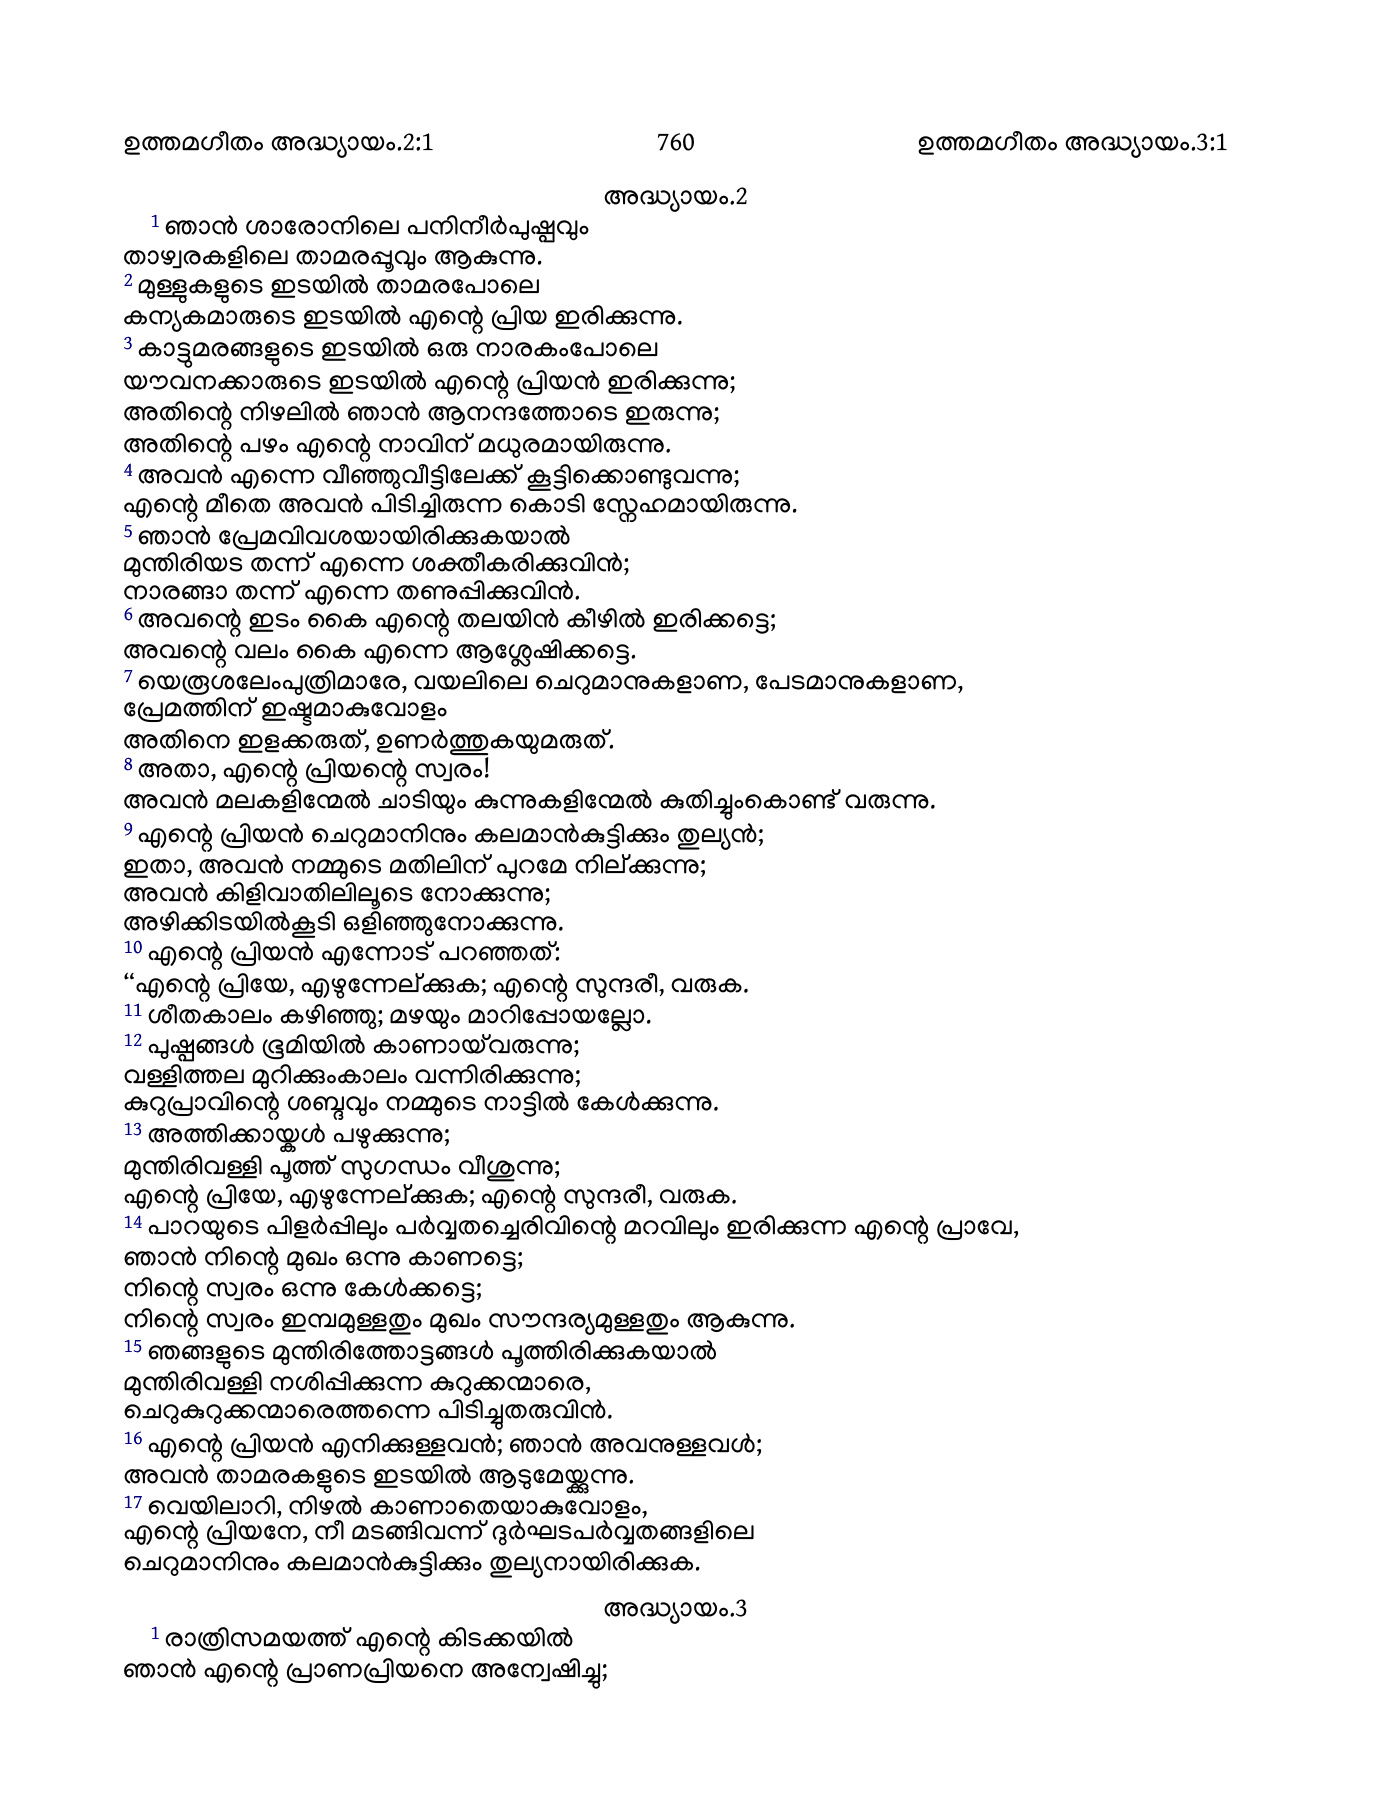 ഉത്തമഗീതം അദ്ധ്യായം.2:1 760 ഉത്തമഗീതം അദ്ധ്യായം.3:1
അദ്ധ്യായം.2
1 ഞാൻ ശാരോനിലെ പനിനീർപുഷ്പവും
താഴ്വരകളിലെ താമരപ്പൂവും ആകുന്നു.
2 മുള്ളുകളുടെ ഇടയിൽ താമരപോലെ
കന്യകമാരുടെ ഇടയിൽ എന്റെ പ്രിയ ഇരിക്കുന്നു.
3 കാട്ടുമരങ്ങളുടെ ഇടയിൽ ഒരു നാരകംപോലെ
യൗവനക്കാരുടെ ഇടയിൽ എന്റെ പ്രിയൻ ഇരിക്കുന്നു;
അതിന്റെ നിഴലിൽ ഞാൻ ആനന്ദത്തോടെ ഇരുന്നു;
അതിന്റെ പഴം എന്റെ നാവിന് മധുരമായിരുന്നു.
4 അവൻ എന്നെ വീഞ്ഞുവീട്ടിലേക്ക് കൂട്ടിക്കൊണ്ടുവന്നു;
എന്റെ മീതെ അവൻ പിടിച്ചിരുന്ന കൊടി സ്നേഹമായിരുന്നു.
5 ഞാൻ പ്രേമവിവശയായിരിക്കുകയാൽ
മുന്തിരിയട തന്ന് എന്നെ ശക്തീകരിക്കുവിൻ;
നാരങ്ങാ തന്ന് എന്നെ തണുപ്പിക്കുവിൻ.
6 അവന്റെ ഇടം കൈ എന്റെ തലയിൻ കീഴിൽ ഇരിക്കട്ടെ;
അവന്റെ വലം കൈ എന്നെ ആശ്ലേഷിക്കട്ടെ.
7 യെരൂശലേംപുത്രിമാരേ, വയലിലെ ചെറുമാനുകളാണ, പേടമാനുകളാണ,
പ്രേമത്തിന് ഇഷ്ടമാകുവോളം
അതിനെ ഇളക്കരുത്, ഉണർത്തുകയുമരുത്.
8 അതാ, എന്റെ പ്രിയന്റെ സ്വരം!
അവൻ മലകളിന്മേൽ ചാടിയും കുന്നുകളിന്മേൽ കുതിച്ചുംകൊണ്ട് വരുന്നു.
9 എന്റെ പ്രിയൻ ചെറുമാനിനും കലമാൻകുട്ടിക്കും തുല്യൻ;
ഇതാ, അവൻ നമ്മുടെ മതിലിന് പുറമേ നില്ക്കുന്നു;
അവൻ കിളിവാതിലിലൂടെ നോക്കുന്നു;
അഴിക്കിടയിൽകൂടി ഒളിഞ്ഞുനോക്കുന്നു.
10 എന്റെ പ്രിയൻ എന്നോട് പറഞ്ഞത്:
“എന്റെ പ്രിയേ, എഴുന്നേല്ക്കുക; എന്റെ സുന്ദരീ, വരുക.
11 ശീതകാലം കഴിഞ്ഞു; മഴയും മാറിപ്പോയല്ലോ.
12 പുഷ്പങ്ങൾ ഭൂമിയിൽ കാണായ്‌വരുന്നു;
വള്ളിത്തല മുറിക്കുംകാലം വന്നിരിക്കുന്നു;
കുറുപ്രാവിന്റെ ശബ്ദവും നമ്മുടെ നാട്ടിൽ കേൾക്കുന്നു.
13 അത്തിക്കായ്കൾ പഴുക്കുന്നു;
മുന്തിരിവള്ളി പൂത്ത് സുഗന്ധം വീശുന്നു;
എന്റെ പ്രിയേ, എഴുന്നേല്ക്കുക; എന്റെ സുന്ദരീ, വരുക.
14 പാറയുടെ പിളർപ്പിലും പർവ്വതച്ചെരിവിന്റെ മറവിലും ഇരിക്കുന്ന എന്റെ പ്രാവേ,
ഞാൻ നിന്റെ മുഖം ഒന്നു കാണട്ടെ;
നിന്റെ സ്വരം ഒന്നു കേൾക്കട്ടെ;
നിന്റെ സ്വരം ഇമ്പമുള്ളതും മുഖം സൗന്ദര്യമുള്ളതും ആകുന്നു.
15 ഞങ്ങളുടെ മുന്തിരിത്തോട്ടങ്ങൾ പൂത്തിരിക്കുകയാൽ
മുന്തിരിവള്ളി നശിപ്പിക്കുന്ന കുറുക്കന്മാരെ,
ചെറുകുറുക്കന്മാരെത്തന്നെ പിടിച്ചുതരുവിൻ.
16 എന്റെ പ്രിയൻ എനിക്കുള്ളവൻ; ഞാൻ അവനുള്ളവൾ;
അവൻ താമരകളുടെ ഇടയിൽ ആടുമേയ്ക്കുന്നു.
17 വെയിലാറി, നിഴൽ കാണാതെയാകുവോളം,
എന്റെ പ്രിയനേ, നീ മടങ്ങിവന്ന് ദുർഘടപർവ്വതങ്ങളിലെ
ചെറുമാനിനും കലമാൻകുട്ടിക്കും തുല്യനായിരിക്കുക.
അദ്ധ്യായം.3
1 രാത്രിസമയത്ത് എന്റെ കിടക്കയിൽ
ഞാൻ എന്റെ പ്രാണപ്രിയനെ അന്വേഷിച്ചു;